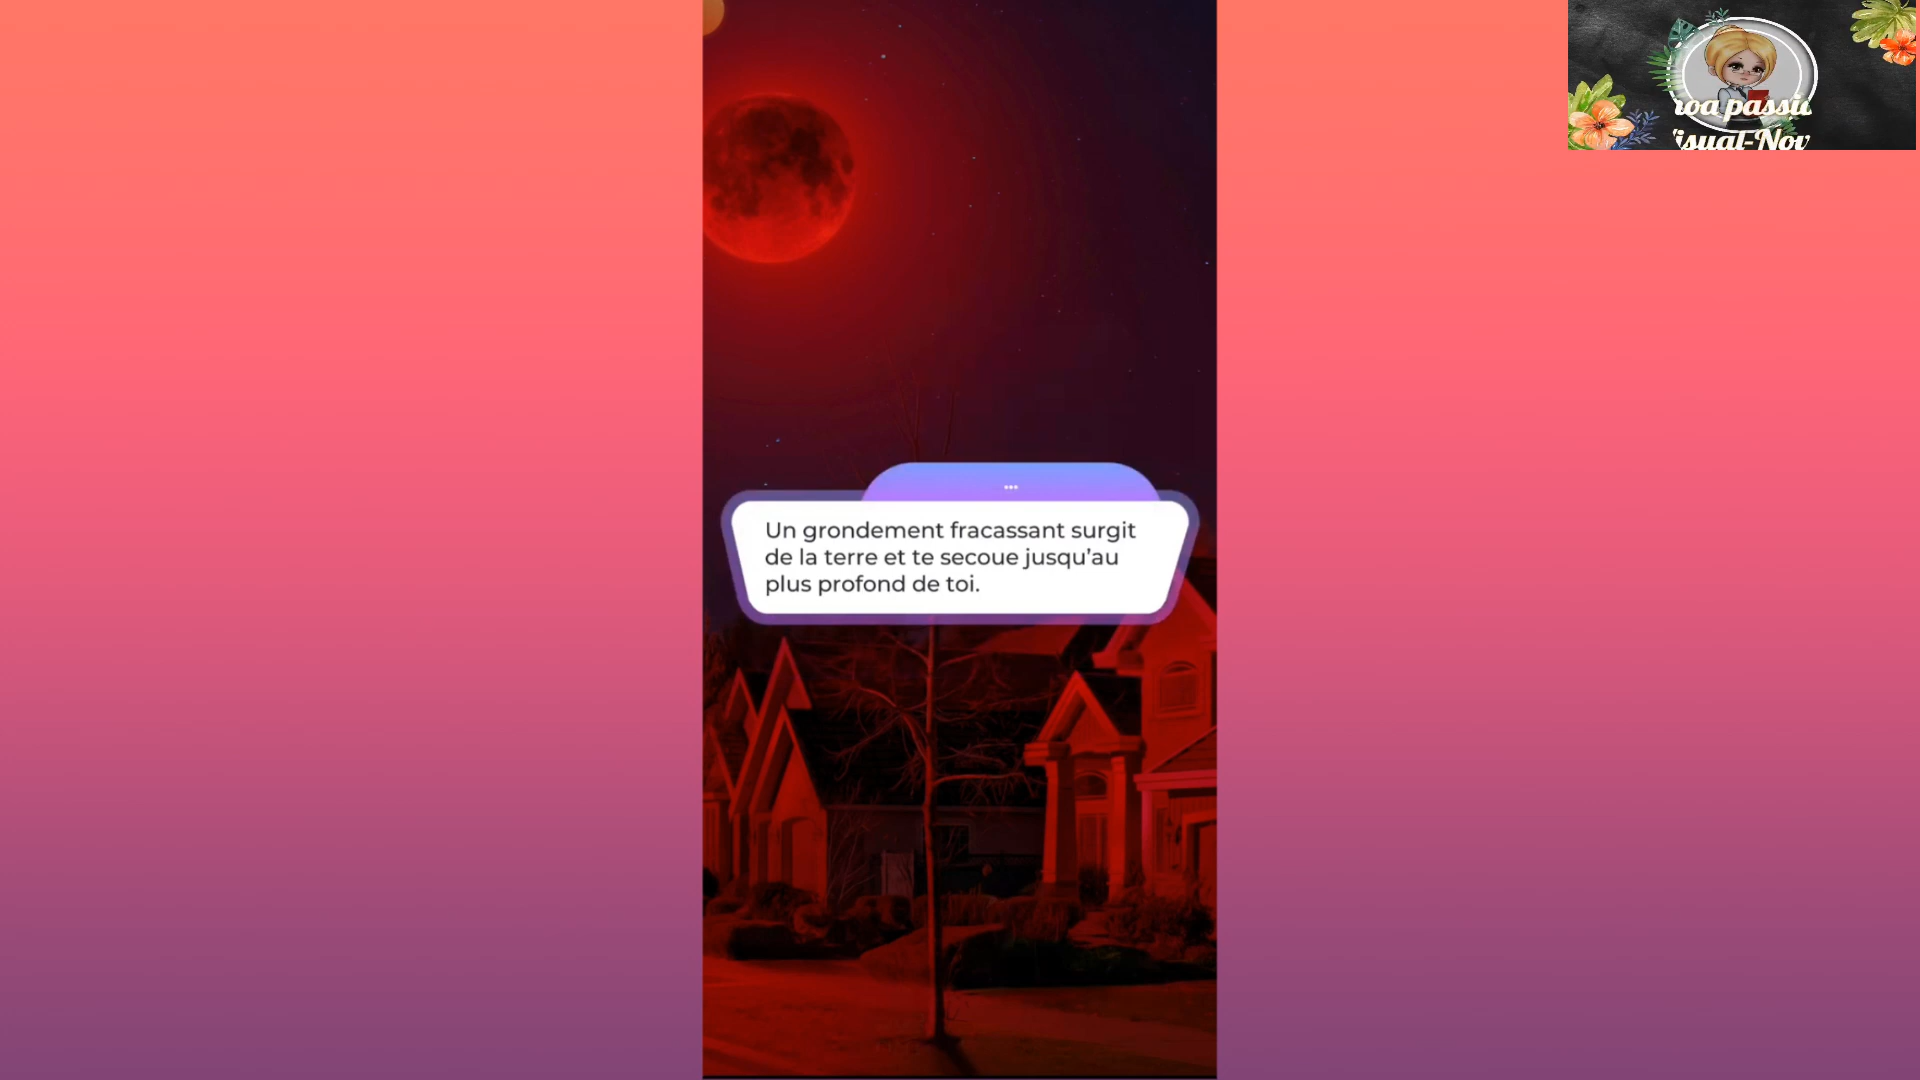 ...
Un grondement fracassant surgit
de la terre et te secoue jusqu'au
plus profond de toi.